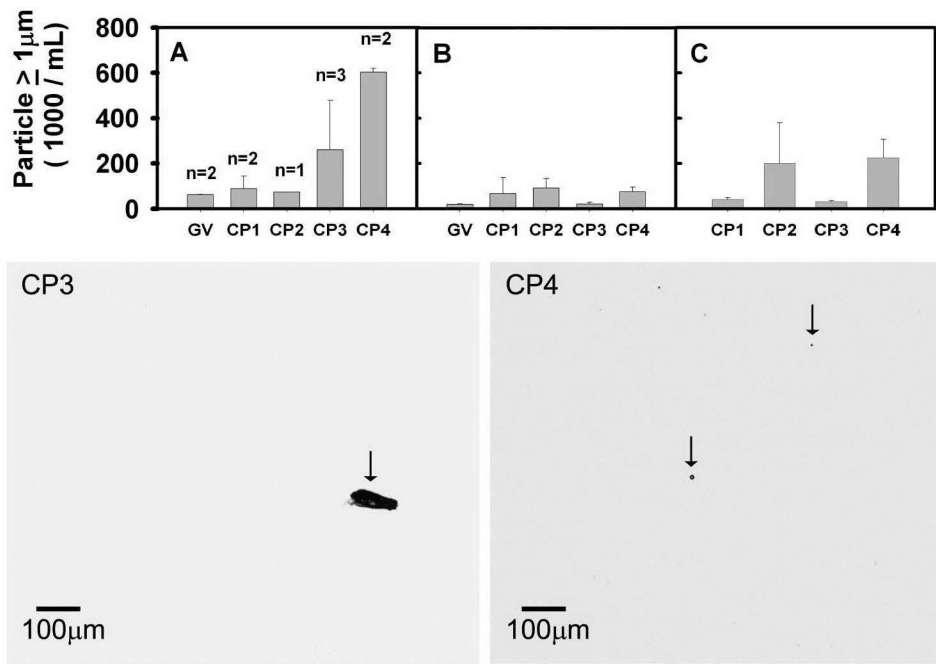 Particle ≥ 1μm
( 1000 / mL)
800
600
400
200
0
A
n=2
n=2
n=1
n=3
n=2
GV CP1 CP2 CP3 CP4
B
GV CP1 CP2 CP3 CP4
C
CP1 CP2 CP3 CP4
CP3
100μm
CP4
100μm